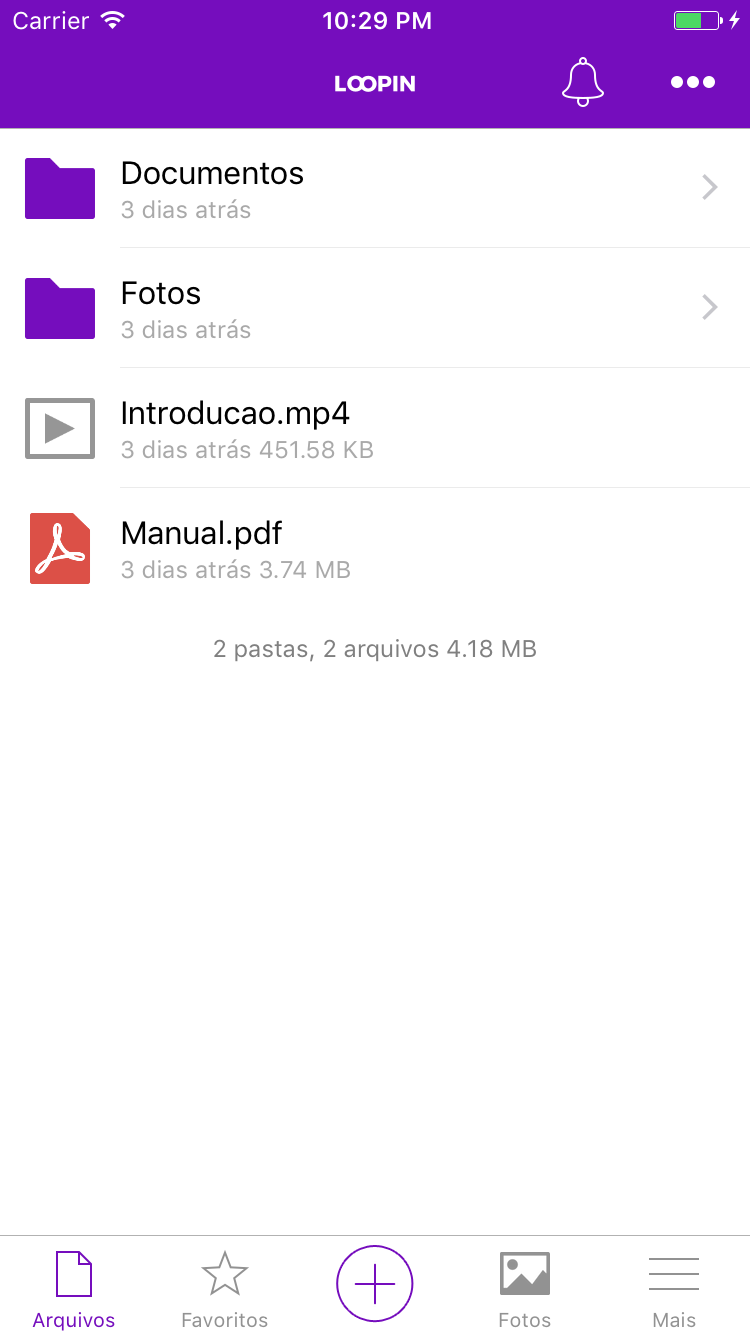 Carrier 10:29 PM
LOOPIN
Documentos
3 dias atrás
Fotos
3 dias atrás
Introducao.mp4
3 dias atrás 451.58 KB
Manual.pdf
3 dias atrás 3.74 MB
2 pastas, 2 arquivos 4.18 MB
Arquivos Favoritos Fotos Mais